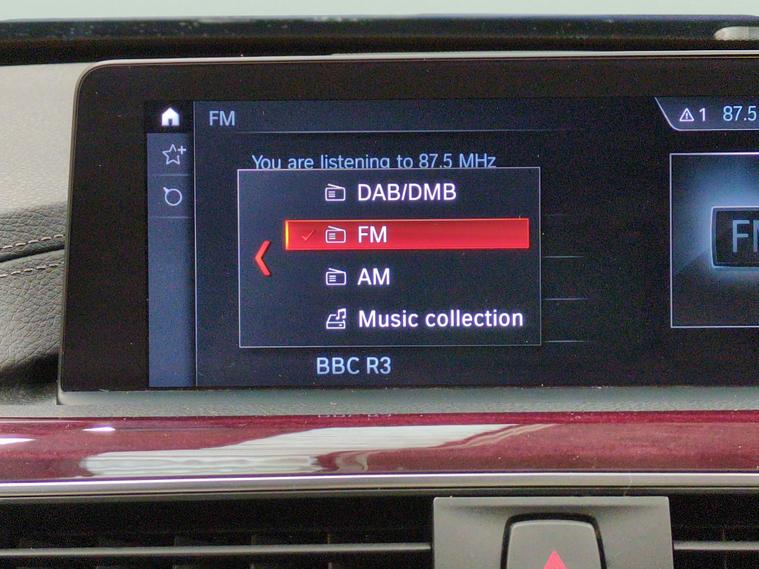 FM
1 87.5
You are listening to 87.5 MHz
DAB/DMB
FM
AM
Music collection
BBC R3
FM